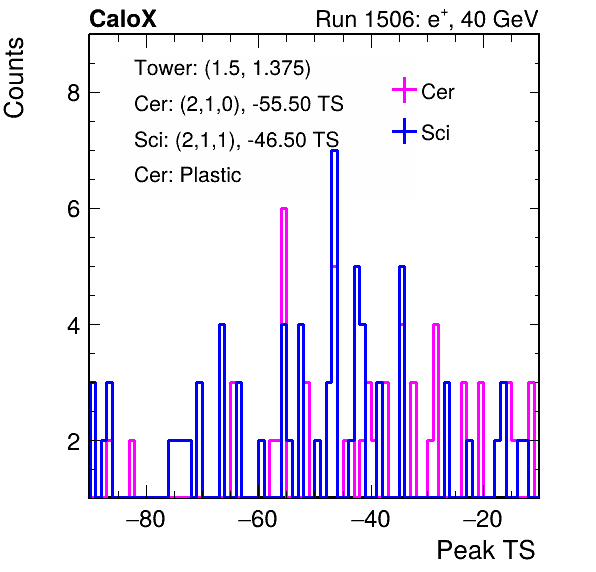 CaloX Run 1506: e⁺, 40 GeV
Counts
Tower: (1.5, 1.375)
Cer: (2,1,0), -55.50 TS
Sci: (2,1,1), -46.50 TS
Cer: Plastic
Cer
Sci
8
6
4
2
−80 −60 −40 −20
Peak TS